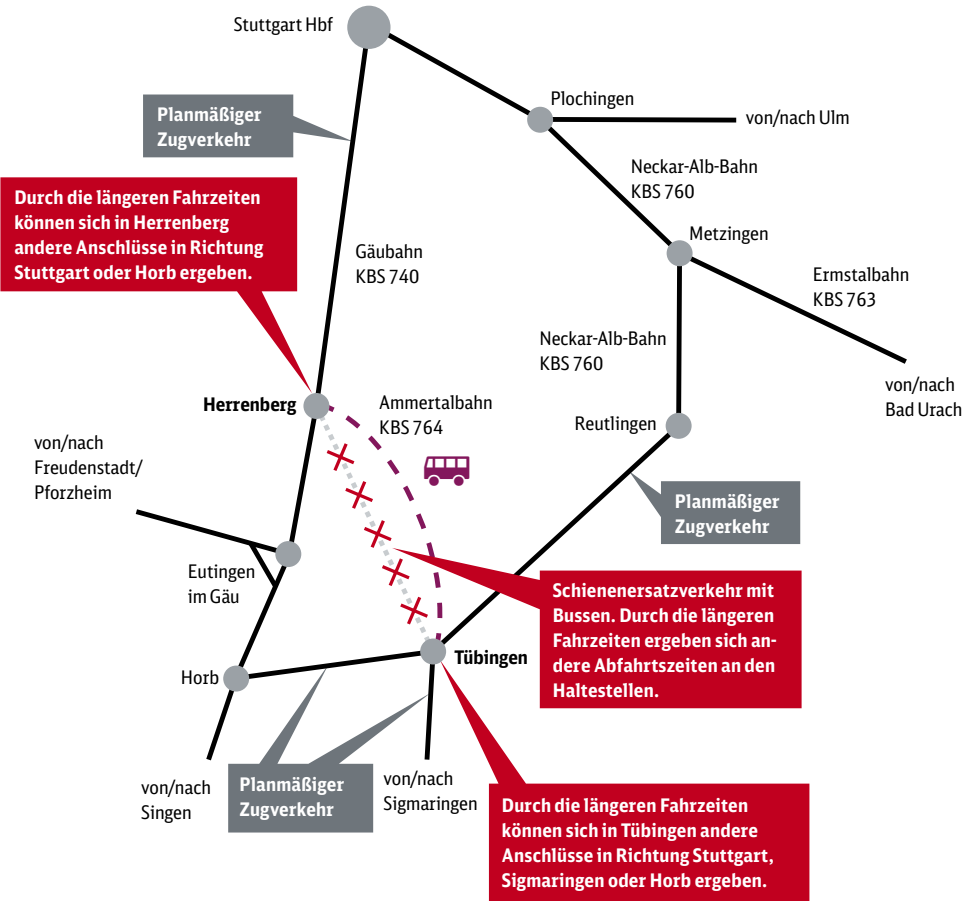 Stuttgart Hbf
Planmäßiger
Zugverkehr
Plochingen
von/nach Ulm
Neckar-Alb-Bahn
KBS 760
Durch die längeren Fahrzeiten
können sich in Herrenberg
andere Anschlüsse in Richtung
Stuttgart oder Horb ergeben.
Metzingen
Gäubahn
KBS 740
Ermstalbahn
KBS 763
Neckar-Alb-Bahn
KBS 760
von/nach
Bad Urach
Herrenberg
Ammertalbahn
KBS 764
Reutlingen
von/nach
Freudenstadt/
Pforzheim
Planmäßiger
Zugverkehr
Eutingen
im Gäu
Schienenersatzverkehr mit
Bussen. Durch die längeren
Fahrzeiten ergeben sich an-
dere Abfahrtszeiten an den
Haltestellen.
Tübingen
Horb
von/nach
Singen
Planmäßiger
Zugverkehr
von/nach
Sigmaringen
Durch die längeren Fahrzeiten
können sich in Tübingen andere
Anschlüsse in Richtung Stuttgart,
Sigmaringen oder Horb ergeben.